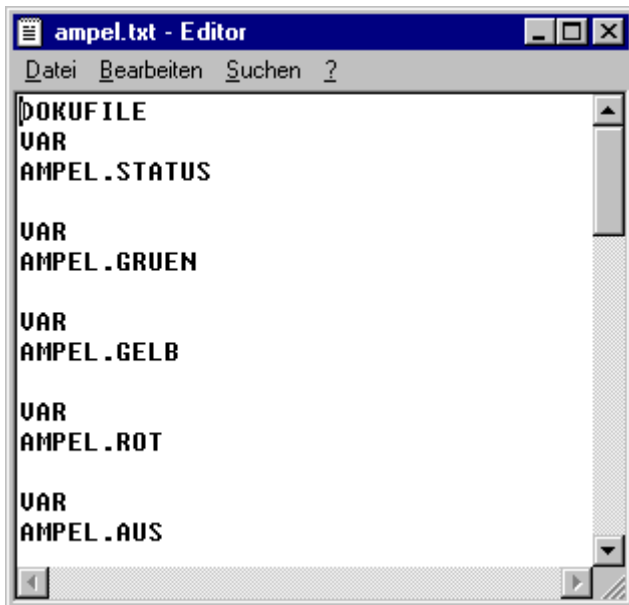 ampel.txt - Editor
Datei Bearbeiten Suchen ?
DOKUFILE
VAR
AMPEL.STATUS
VAR
AMPEL.GRUEN
VAR
AMPEL.GELB
VAR
AMPEL.ROT
VAR
AMPEL.AUS